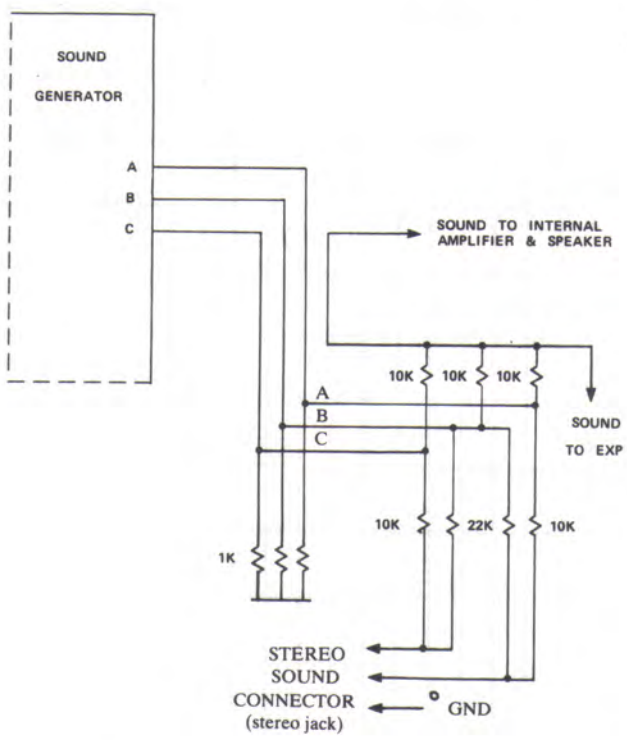 SOUND
GENERATOR
A
B
C
SOUND TO INTERNAL
AMPLIFIER & SPEAKER
10K
10K
10K
A
B
C
SOUND
TO EXP
10K
22K
10K
1K
STEREO
SOUND
CONNECTOR
(stereo jack)
GND